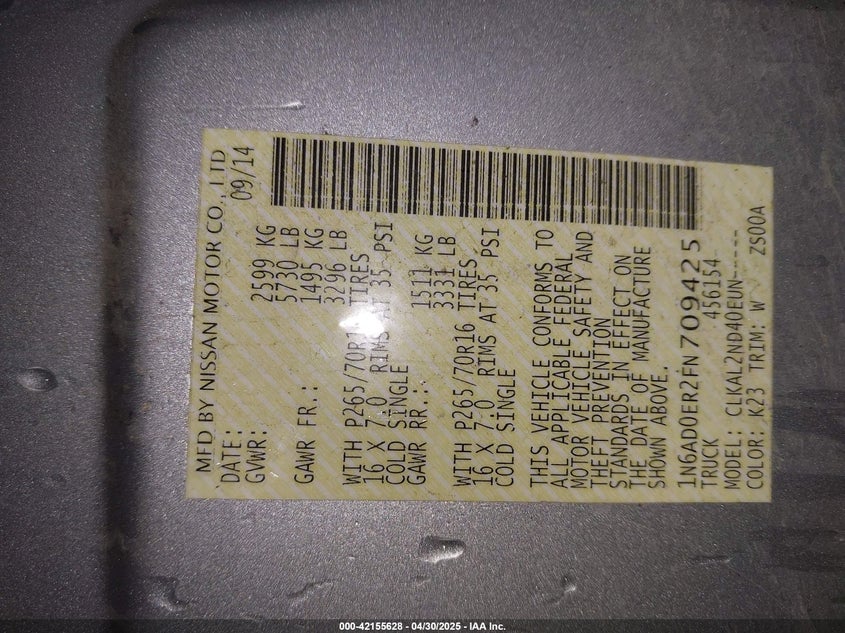 MFD BY NISSAN MOTOR CO., LTD
DATE: 09/14
GVWR: 2599 KG
5730 LB
GAWR FR.: 1495 KG
3296 LB
WITH P265/70R16 TIRES
16 X 7.0 RIMS AT 35 PSI
COLD SINGLE
GAWR RR.: 1511 KG
3331 LB
WITH P265/70R16 TIRES
16 X 7.0 RIMS AT 35 PSI
COLD SINGLE
THIS VEHICLE CONFORMS TO
ALL APPLICABLE FEDERAL
MOTOR VEHICLE SAFETY AND
THEFT PREVENTION
STANDARDS IN EFFECT ON
THE DATE OF MANUFACTURE
SHOWN ABOVE.
1N6AD0ER2FN709425
TRUCK 456154
MODEL: CLKAL2ND40EUN-----
COLOR: K23 TRIM: W ZS00A
000-42155628 - 04/30/2025 - IAA Inc.